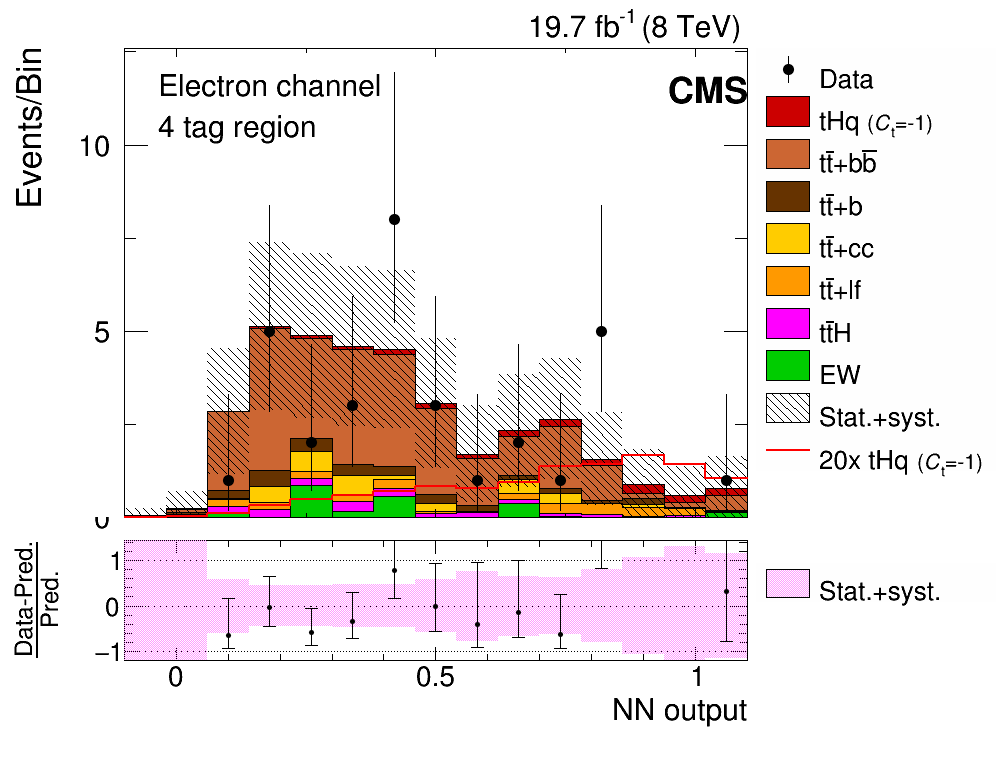 19.7 fb⁻¹ (8 TeV)
Events/Bin
Electron channel
4 tag region
CMS
10
5
0
Data
tHq (Cₜ=-1)
tt̄+bb̄
tt̄+b
tt̄+cc
tt̄+lf
tt̄H
EW
Stat.+syst.
20x tHq (Cₜ=-1)
Data-Pred.
Pred.
1
0
−1
Stat.+syst.
0
0.5
1
NN output